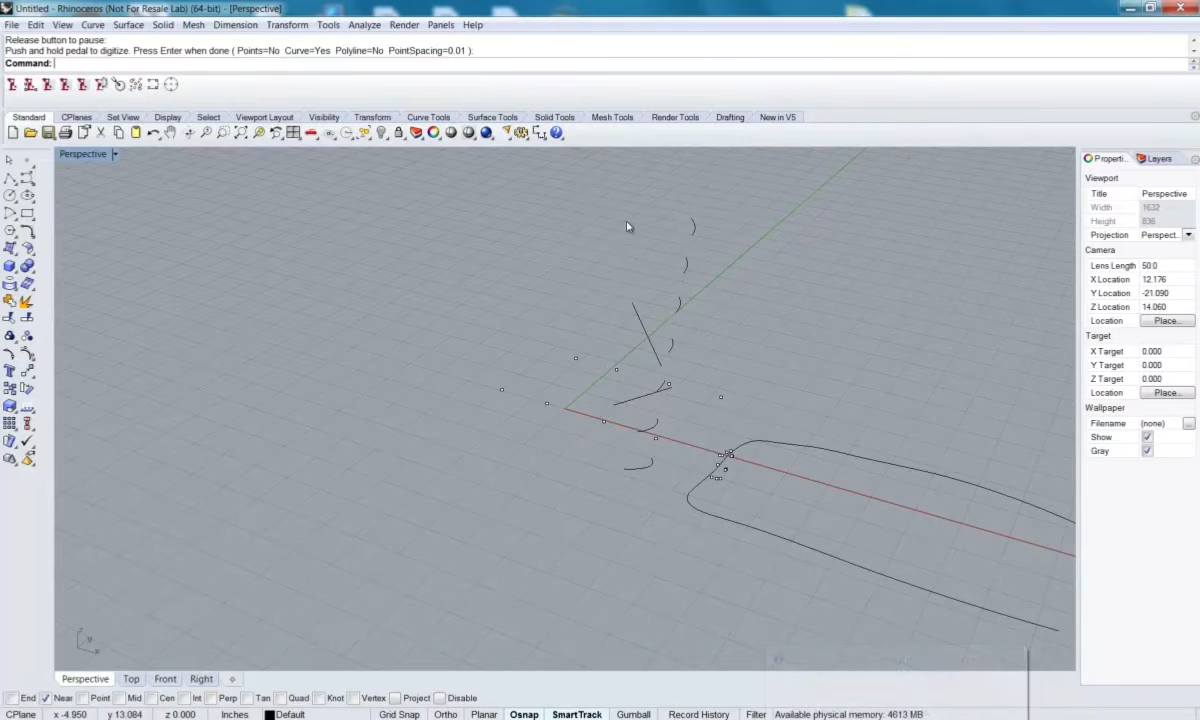 Untitled - Rhinoceros (Not For Resale Lab) (64-bit) - [Perspective]
File Edit View Curve Surface Solid Mesh Dimension Transform Tools Analyze Render Panels Help
Release button to pause:
Push and hold pedal to digitize. Press Enter when done ( Points=No Curve=Yes Polyline=No PointSpacing=0.01 ):
Command:
Standard CPlanes Set View Display Select Viewport Layout Visibility Transform Curve Tools Surface Tools Solid Tools Mesh Tools Render Tools Drafting New in V5
Perspective
Properti... Layers
Viewport
Title Perspective
Width 1632
Height 836
Projection Perspect...
Camera
Lens Length 50.0
X Location 12.176
Y Location -21.090
Z Location 14.060
Location Place...
Target
X Target 0.000
Y Target 0.000
Z Target 0.000
Location Place...
Wallpaper
Filename (none) ...
Show
Gray
z y x
Perspective Top Front Right
End Near Point Mid Cen Int Perp Tan Quad Knot Vertex Project Disable
CPlane x -4.950 y 13.084 z 0.000 Inches Default Grid Snap Ortho Planar Osnap SmartTrack Gumball Record History Filter Available physical memory: 4613 MB